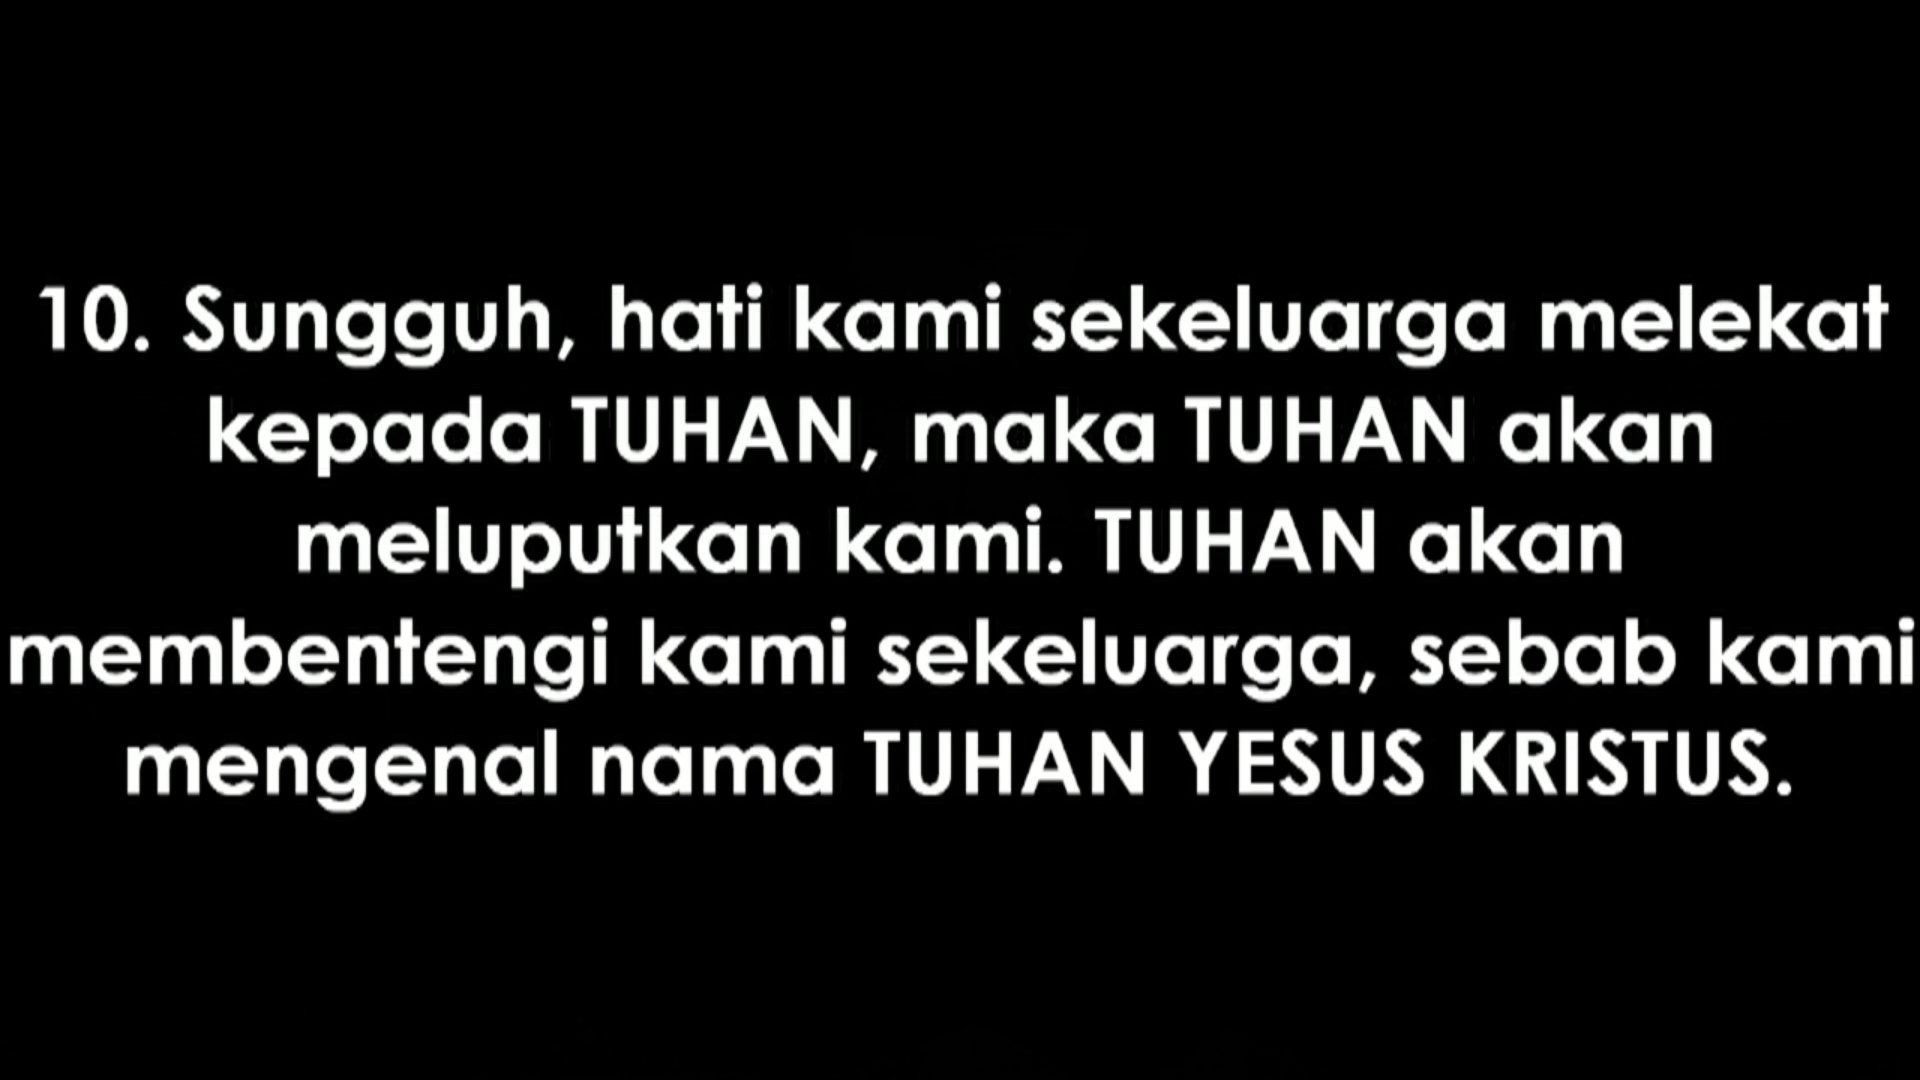 10. Sungguh, hati kami sekeluarga melekat
kepada TUHAN, maka TUHAN akan
meluputkan kami. TUHAN akan
membentengi kami sekeluarga, sebab kami
mengenal nama TUHAN YESUS KRISTUS.